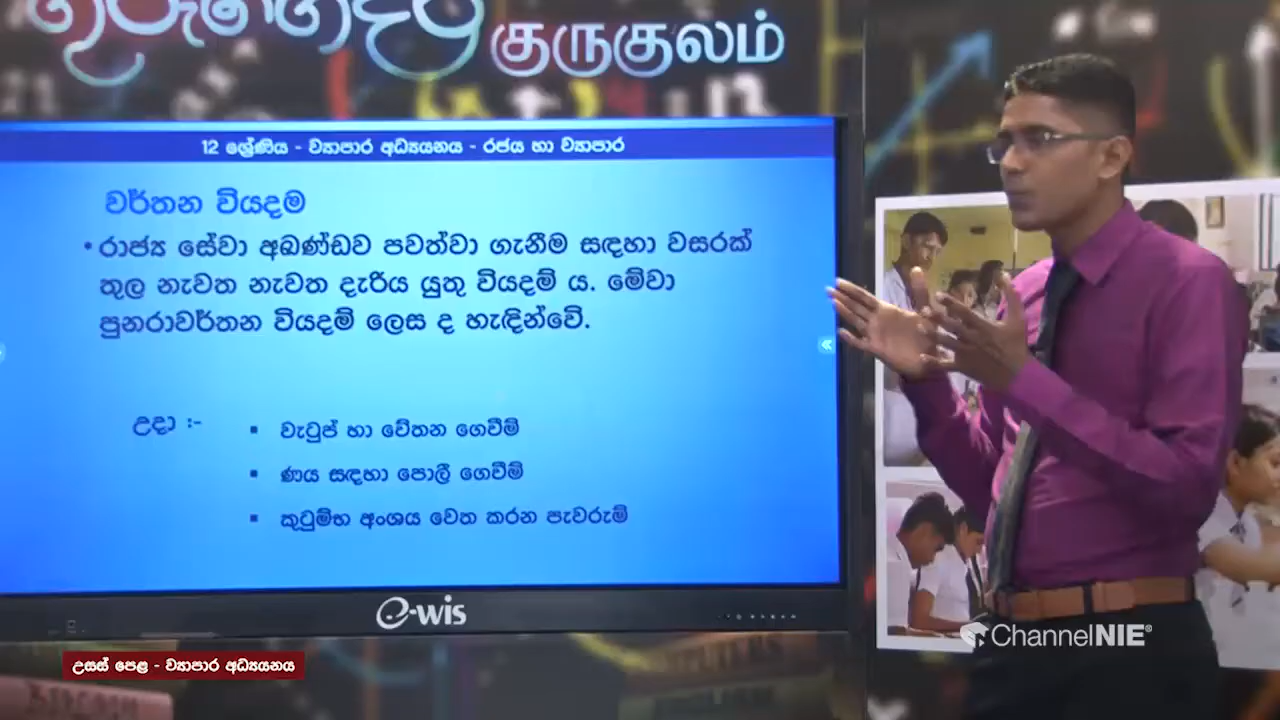 ගුරුගෙදර குருகுலம்
12 ශ්‍රේණිය - ව්‍යාපාර අධ්‍යයනය - රජය හා ව්‍යාපාර
වර්තන වියදම
• රාජ්‍ය සේවා අඛණ්ඩව පවත්වා ගැනීම සඳහා වසරක්
තුල නැවත නැවත දැරිය යුතු වියදම් ය. මේවා
පුනරාවර්තන වියදම් ලෙස ද හැඳින්වේ.
උදා :- ▪ වැටුප් හා වේතන ගෙවීම්
▪ ණය සඳහා පොලී ගෙවීම්
▪ කුටුම්භ අංශය වෙත කරන පැවරුම්
e-wis
ChannelNIE
උසස් පෙළ - ව්‍යාපාර අධ්‍යයනය